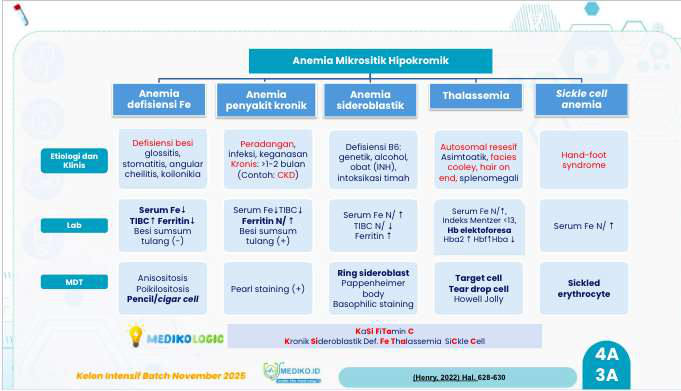 Anemia Mikrositik Hipokromik
Anemia
defisiensi Fe
Anemia
penyakit kronik
Anemia
sideroblastik
Thalassemia
Sickle cell
anemia
Etiologi dan
Klinis
Defisiensi besi
glossitis,
stomatitis, angular
cheilitis, koilonikia
Peradangan,
infeksi, keganasan
Kronis: >1-2 bulan
(Contoh: CKD)
Defisiensi B6:
genetik, alcohol,
obat (INH),
intoksikasi timah
Autosomal resesif
Asimtoatik, facies
cooley, hair on
end, splenomegali
Hand-foot
syndrome
Lab
Serum Fe↓
TIBC↑ Ferritin↓
Besi sumsum
tulang (-)
Serum Fe↓TIBC↓
Ferritin N/ ↑
Besi sumsum
tulang (+)
Serum Fe N/ ↑
TIBC N/ ↓
Ferritin ↑
Serum Fe N/↑,
Indeks Mentzer <13,
Hb elektoforesa
Hba2 ↑ Hbf↑Hba ↓
Serum Fe N/ ↑
MDT
Anisositosis
Poikilositosis
Pencil/cigar cell
Pearl staining (+)
Ring sideroblast
Pappenheimer
body
Basophilic staining
Target cell
Tear drop cell
Howell Jolly
Sickled
erythrocyte
MEDIKOLOGIC
KaSi FiTamin C
Kronik Sideroblastik Def. Fe Thalassemia SiCkle Cell
Kelon Intensif Batch November 2025
MEDIKO.ID
(Henry, 2022) Hal. 628-630
4A
3A